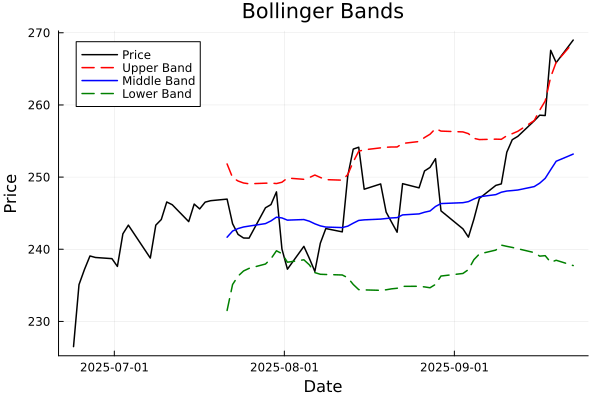 Bollinger Bands
270
260
250
240
230
Price
Price
Upper Band
Middle Band
Lower Band
2025-07-01
2025-08-01
2025-09-01
Date